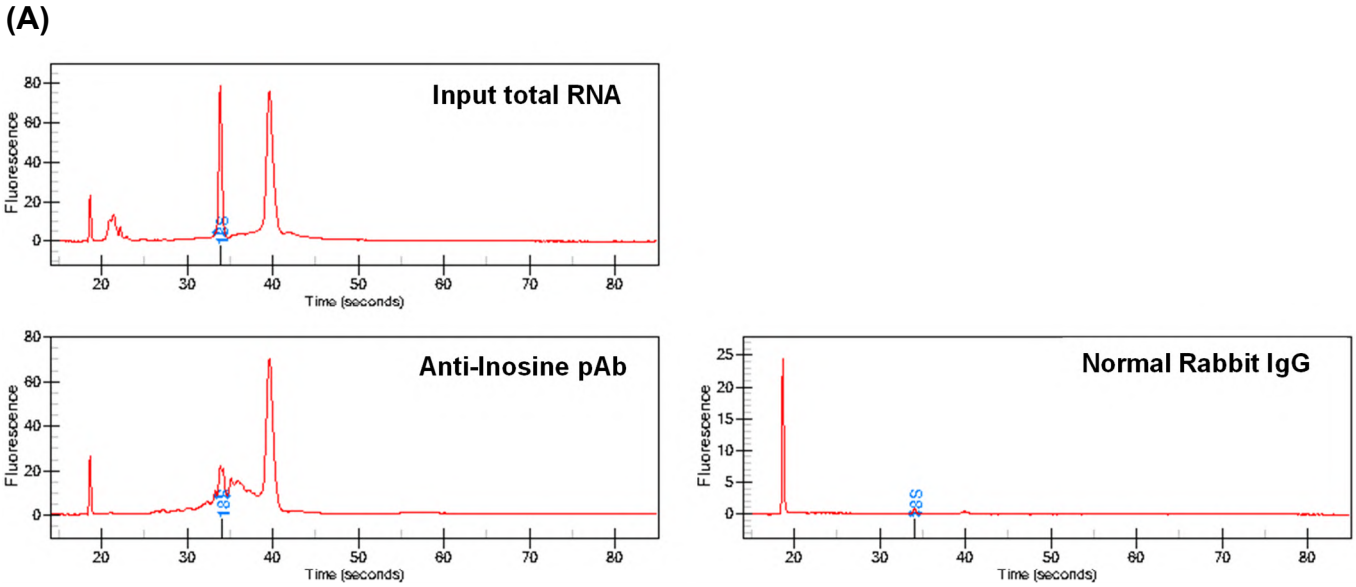 (A)
Input total RNA
Fluorescence
80
60
40
20
0
18S
20 30 40 50 60 70 80
Time (seconds)
Anti-Inosine pAb
Fluorescence
80
60
40
20
0
18S
20 30 40 50 60 70 80
Time (seconds)
Normal Rabbit IgG
Fluorescence
25
20
15
10
5
0
20 30 40 50 60 70 80
Time (seconds)